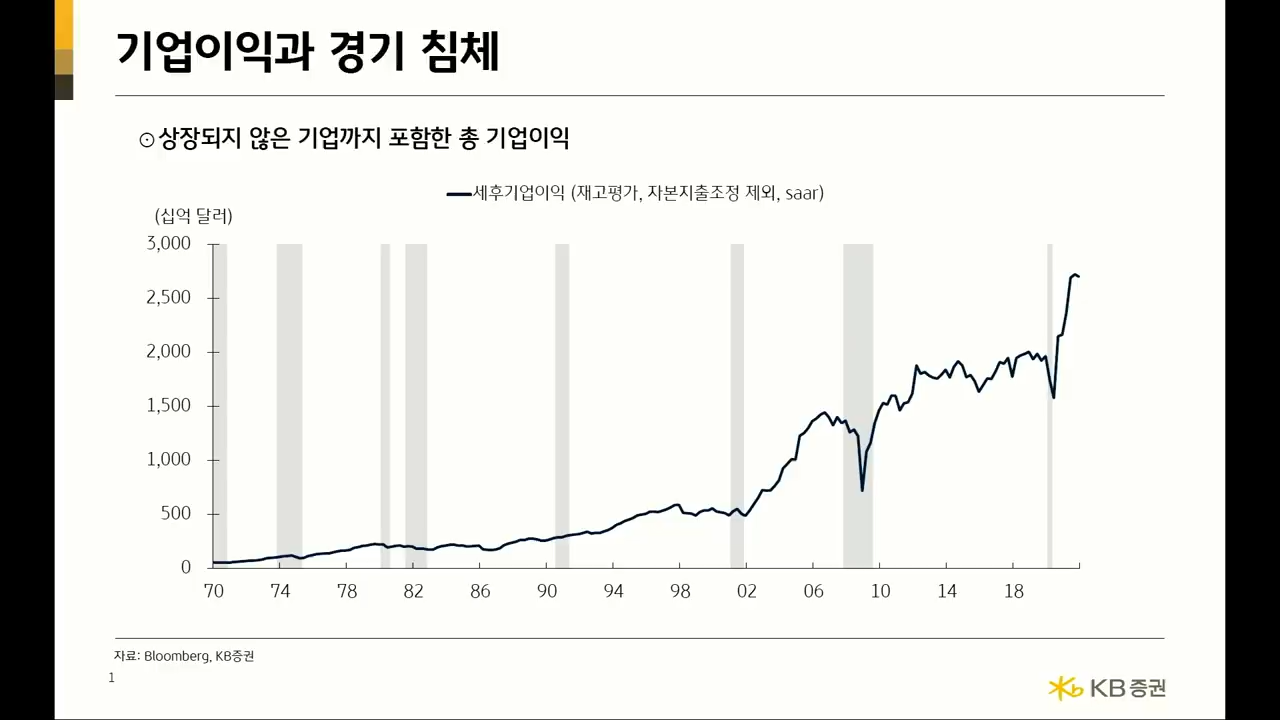 기업이익과 경기 침체
⊙상장되지 않은 기업까지 포함한 총 기업이익
세후기업이익 (재고평가, 자본지출조정 제외, saar)
(십억 달러)
3,000
2,500
2,000
1,500
1,000
500
0
70 74 78 82 86 90 94 98 02 06 10 14 18
자료: Bloomberg, KB증권
1
KB증권